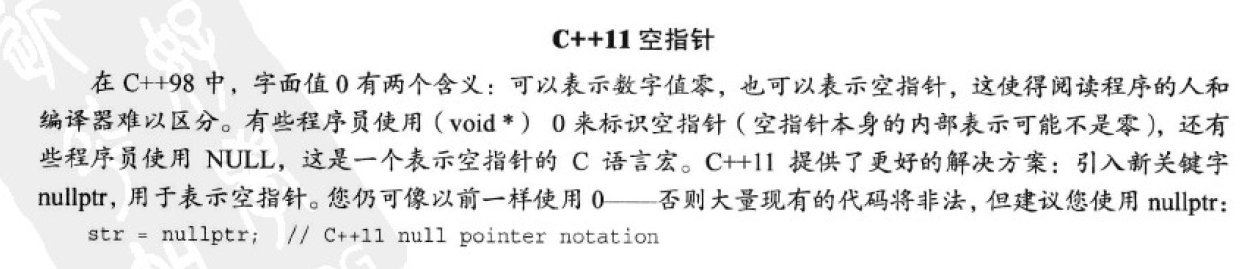 C++11 空指针
在 C++98 中，字面值 0 有两个含义：可以表示数字值零，也可以表示空指针，这使得阅读程序的人和
编译器难以区分。有些程序员使用（void *） 0 来标识空指针（空指针本身的内部表示可能不是零），还有
些程序员使用 NULL，这是一个表示空指针的 C 语言宏。C++11 提供了更好的解决方案：引入新关键字
nullptr，用于表示空指针。您仍可像以前一样使用 0——否则大量现有的代码将非法，但建议您使用 nullptr：
str = nullptr;  // C++11 null pointer notation